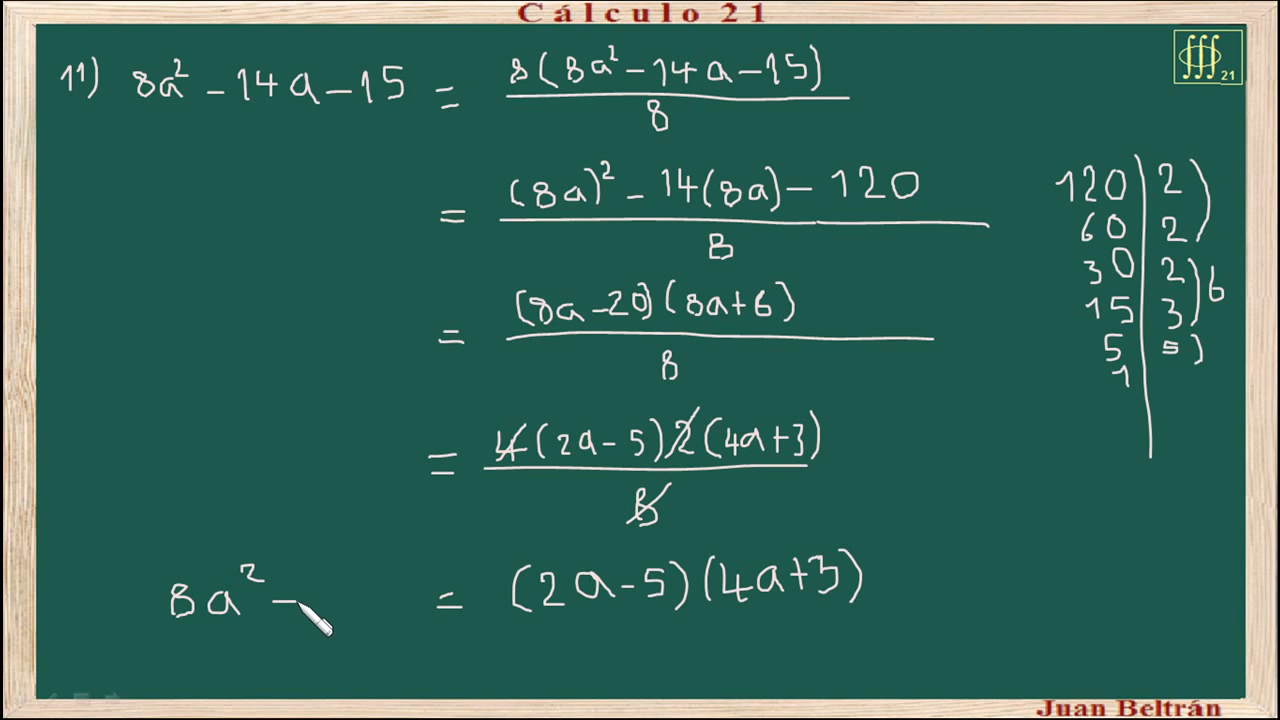 Cálculo 21
21
11) 8a² - 14a - 15 = 8(8a² - 14a - 15)
8
= (8a)² - 14(8a) - 120
8
= (8a - 20)(8a + 6)
8
= 4(2a - 5)2(4a + 3)
8
8a² - = (2a - 5)(4a + 3)
120 | 2
60 | 2
30 | 2
15 | 3
5 | 5
1
6
Juan Beltrán